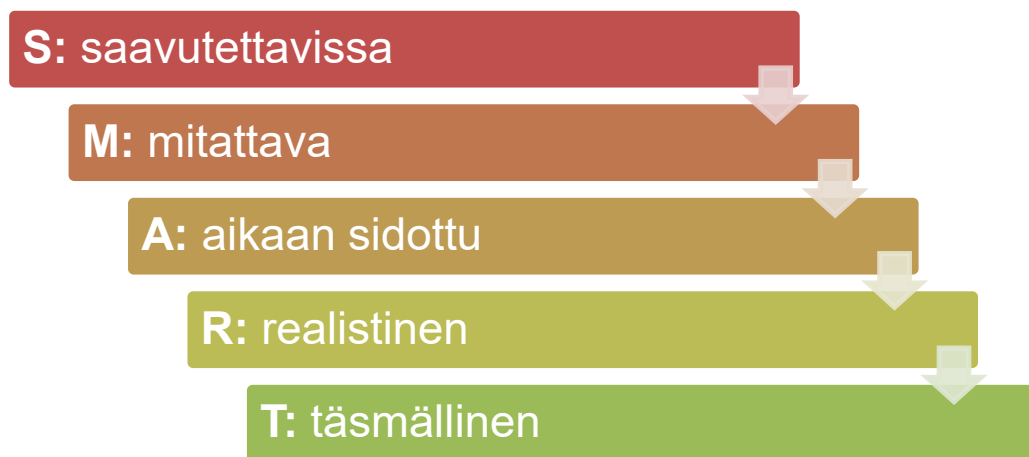 S: saavutettavissa
M: mitattava
A: aikaan sidottu
R: realistinen
T: täsmällinen